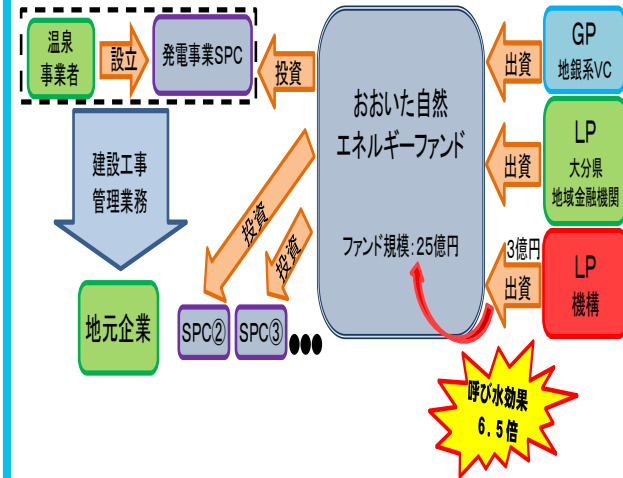 温泉
事業者
設立
発電事業SPC
投資
おおいた自然
エネルギーファンド
ファンド規模：25億円
出資
GP
地銀系VC
出資
LP
大分県
地域金融機関
3億円
出資
LP
機構
建設工事
管理業務
投資
投資
地元企業
SPC②
SPC③
●●●
呼び水効果
6．5倍